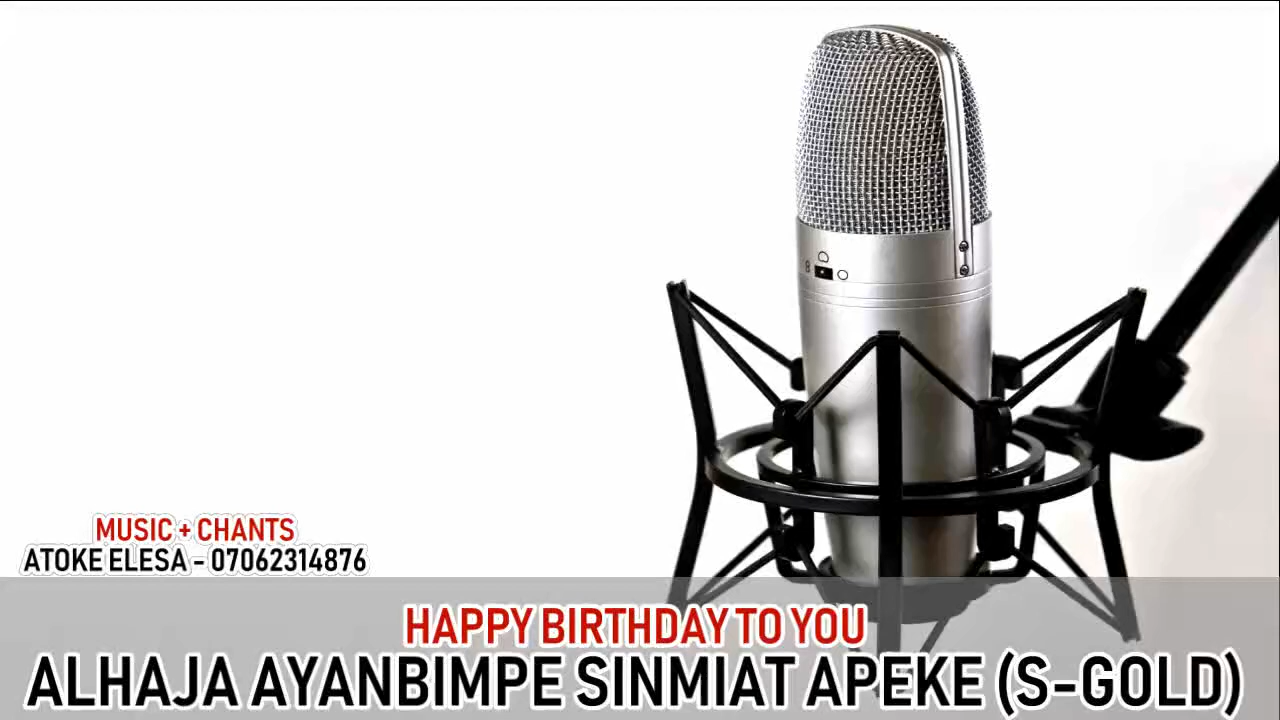 MUSIC + CHANTS
ATOKE ELESA - 07062314876
HAPPY BIRTHDAY TO YOU
ALHAJA AYANBIMPE SINMIAT APEKE (S-GOLD)